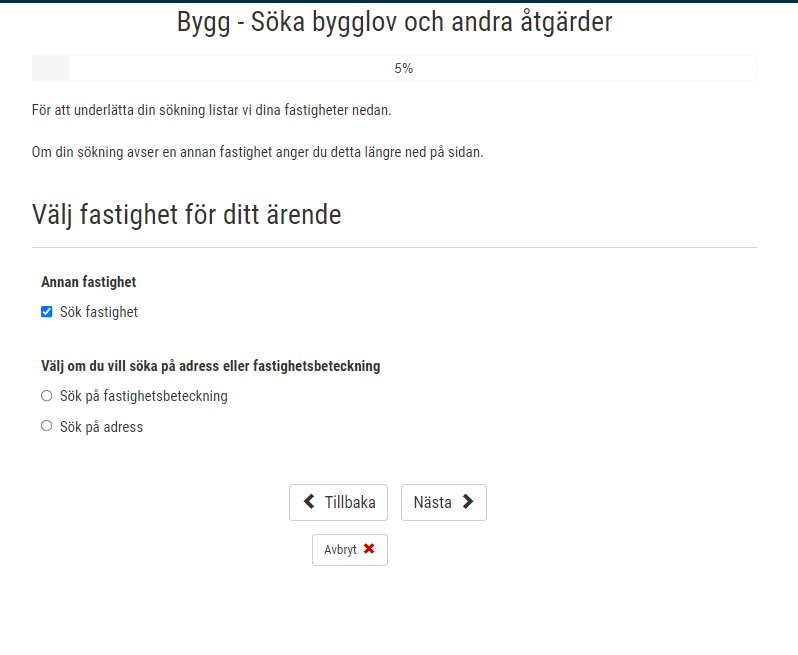 Bygg - Söka bygglov och andra åtgärder
5%
För att underlätta din sökning listar vi dina fastigheter nedan.
Om din sökning avser en annan fastighet anger du detta längre ned på sidan.
Välj fastighet för ditt ärende
Annan fastighet
Sök fastighet
Välj om du vill söka på adress eller fastighetsbeteckning
Sök på fastighetsbeteckning
Sök på adress
Tillbaka
Nästa
Avbryt